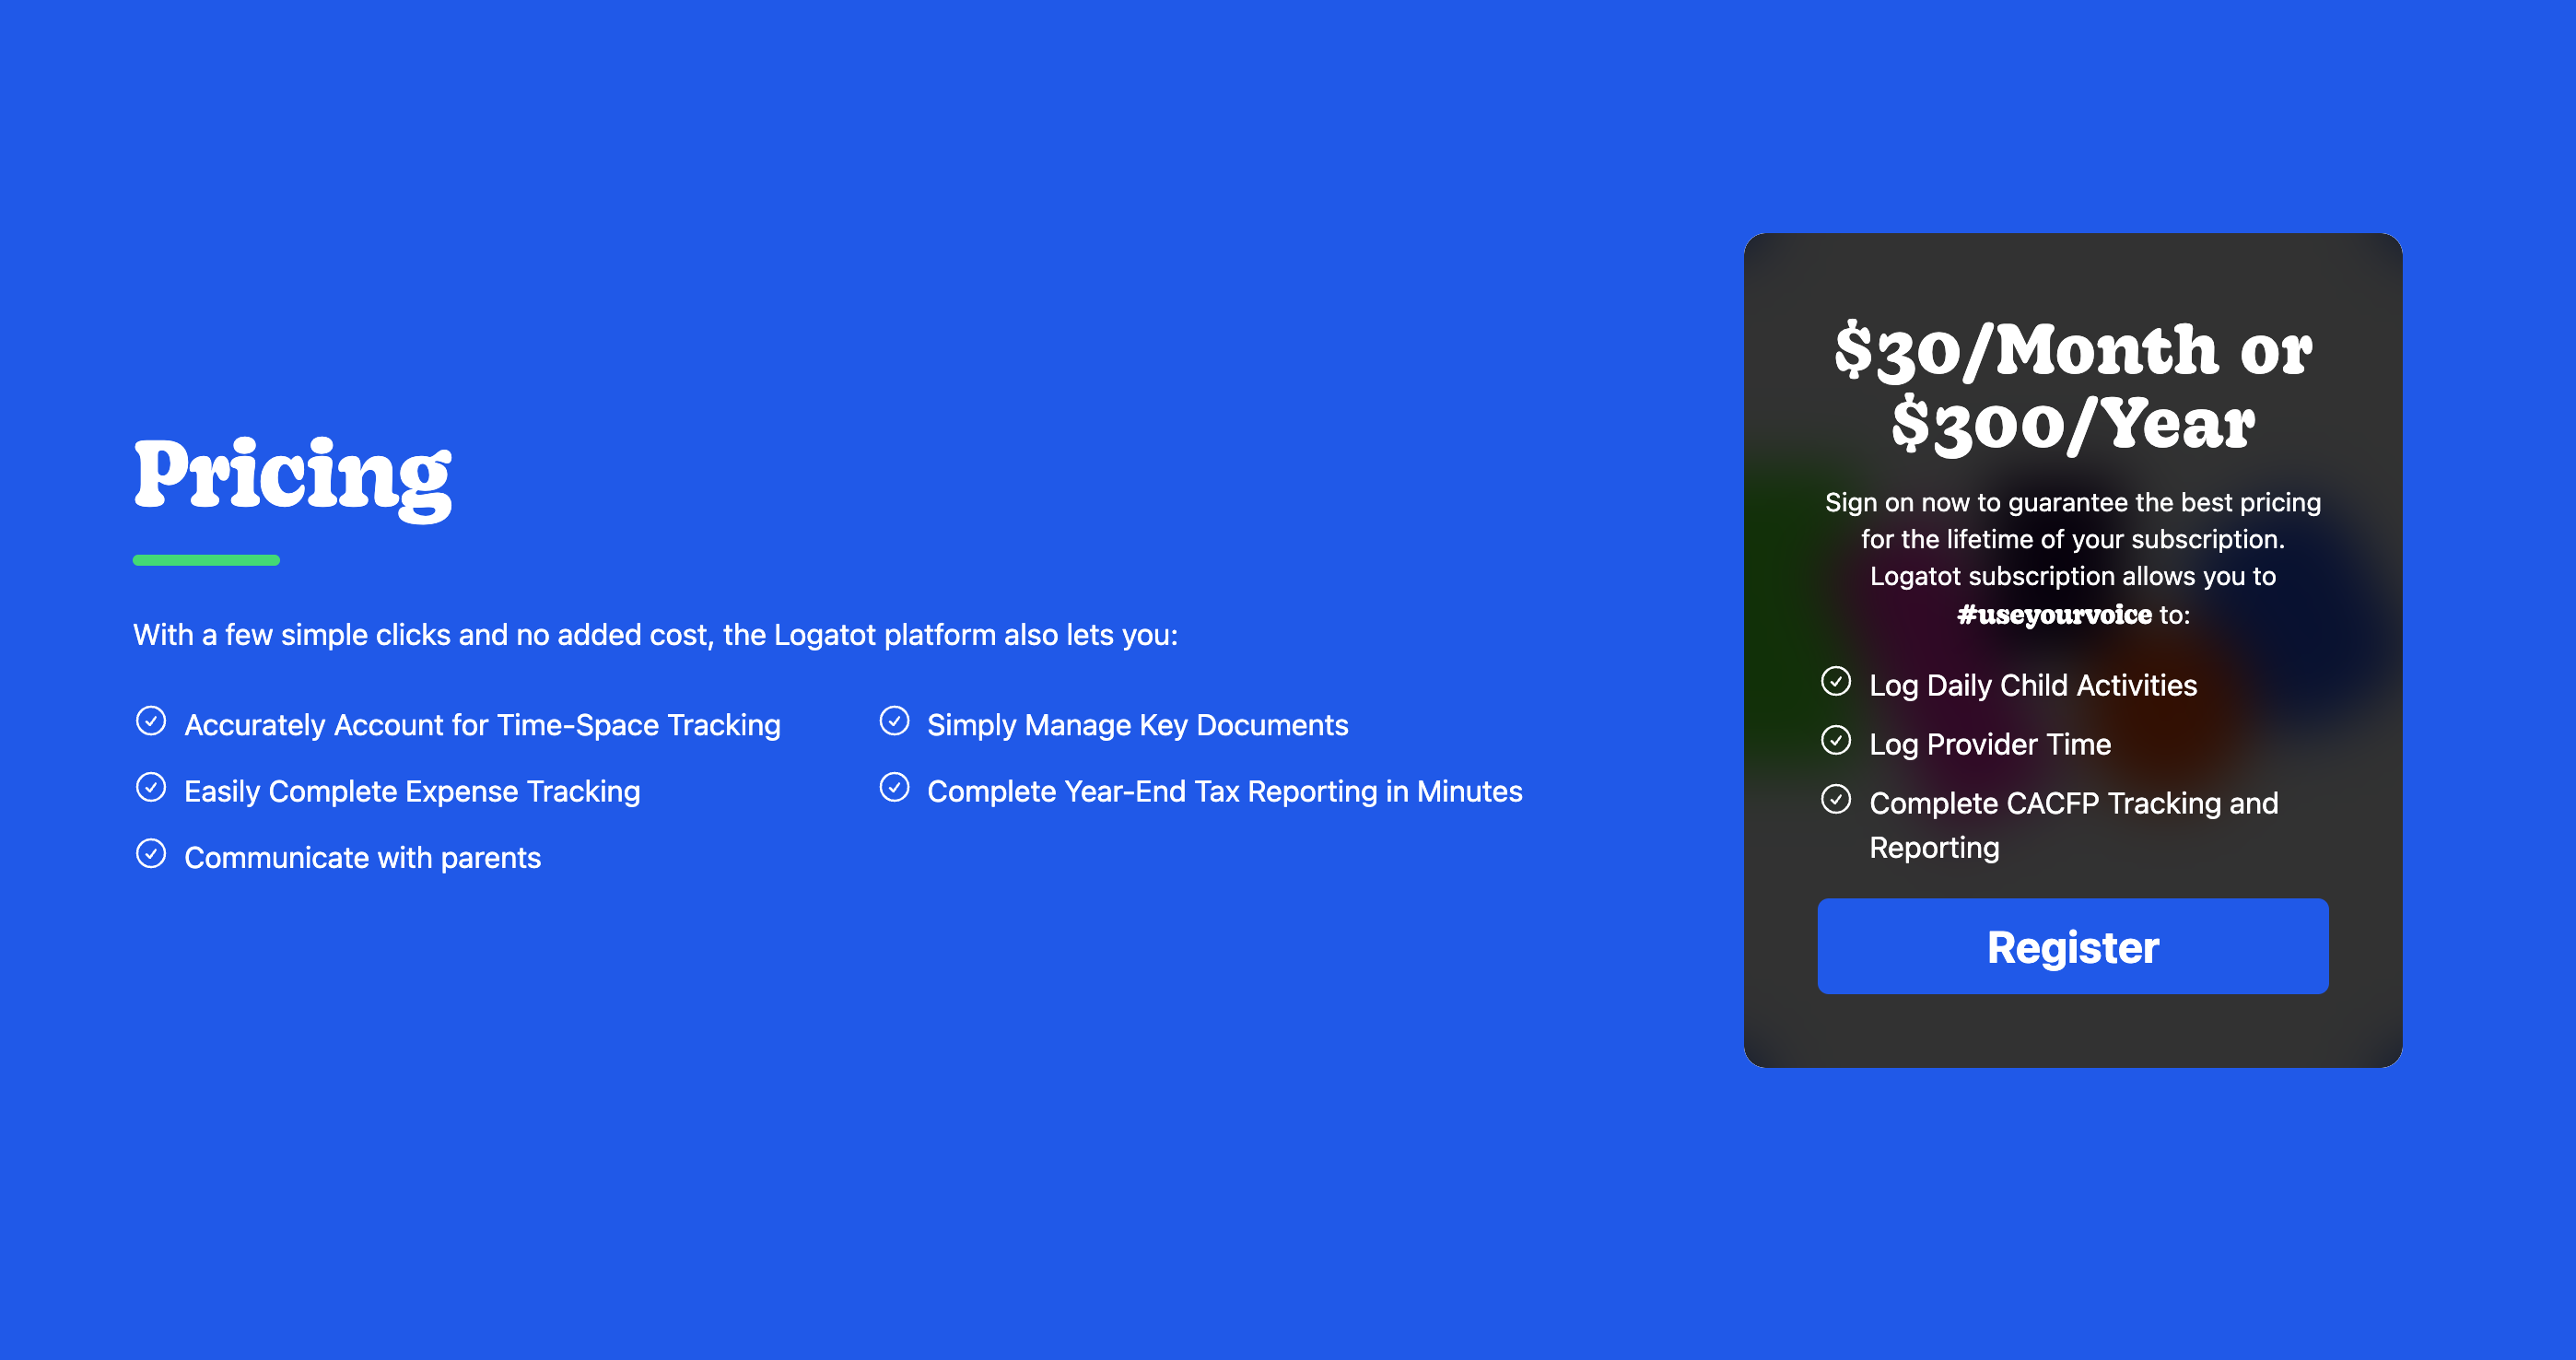 Pricing
With a few simple clicks and no added cost, the Logatot platform also lets you:
Accurately Account for Time-Space Tracking
Easily Complete Expense Tracking
Communicate with parents
Simply Manage Key Documents
Complete Year-End Tax Reporting in Minutes
$30/Month or
$300/Year
Sign on now to guarantee the best pricing
for the lifetime of your subscription.
Logatot subscription allows you to
#useyourvoice to:
Log Daily Child Activities
Log Provider Time
Complete CACFP Tracking and
Reporting
Register